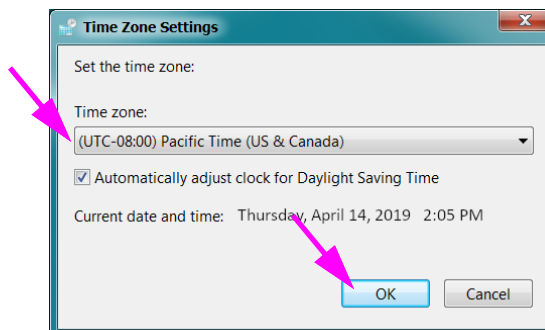 Time Zone Settings
Set the time zone:
Time zone:
(UTC-08:00) Pacific Time (US & Canada)
Automatically adjust clock for Daylight Saving Time
Current date and time: Thursday, April 14, 2019 2:05 PM
OK Cancel